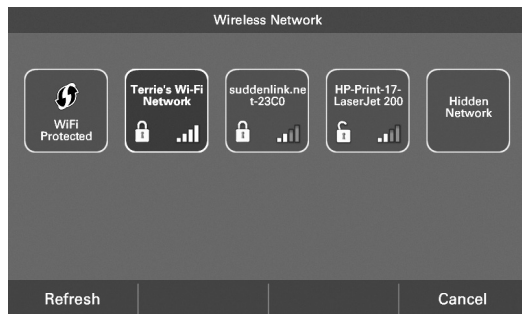 Wireless Network
WiFi
Protected
Terrie's Wi-Fi
Network
suddenlink.ne
t-23C0
HP-Print-17-
LaserJet 200
Hidden
Network
Refresh
Cancel